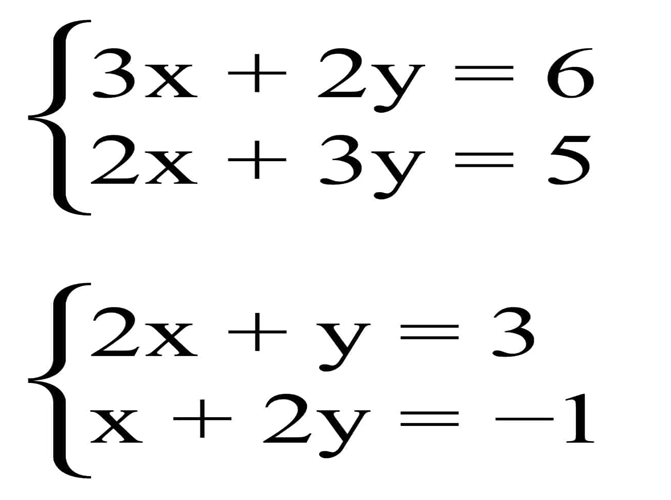 3x + 2y = 6
2x + 3y = 5
2x + y = 3
x + 2y = −1